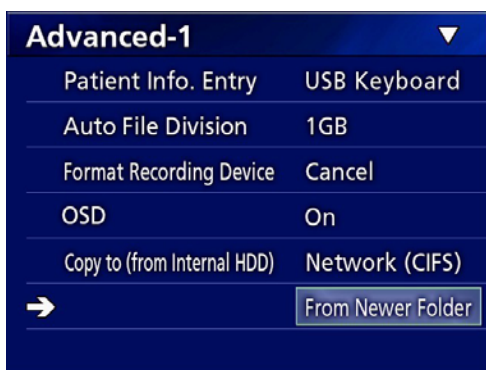 Advanced-1 ▼
Patient Info. Entry USB Keyboard
Auto File Division 1GB
Format Recording Device Cancel
OSD On
Copy to (from Internal HDD) Network (CIFS)
➔ From Newer Folder